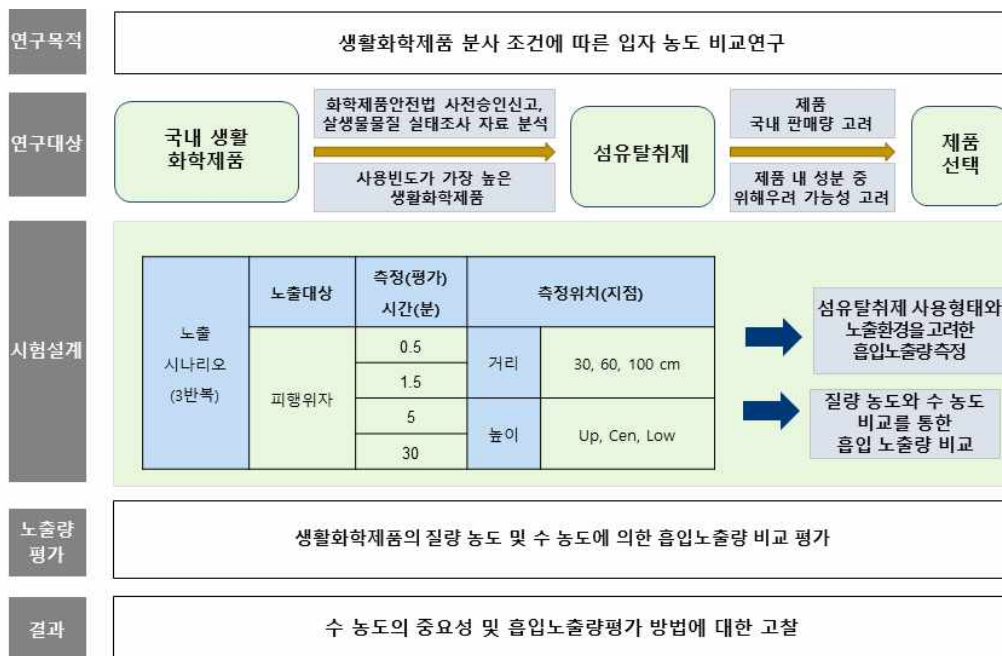 연구목적
생활화학제품 분사 조건에 따른 입자 농도 비교연구
연구대상
국내 생활
화학제품
화학제품안전법 사전승인신고,
살생물물질 실태조사 자료 분석
사용빈도가 가장 높은
생활화학제품
섬유탈취제
제품
국내 판매량 고려
제품 내 성분 중
위해우려 가능성 고려
제품
선택
시험설계
노출
시나리오
(3반복)
노출대상
측정(평가)
시간(분)
측정위치(지점)
피행위자
0.5
1.5
5
30
거리
30, 60, 100 cm
높이
Up, Cen, Low
섬유탈취제 사용형태와
노출환경을 고려한
흡입노출량 측정
질량 농도와 수 농도
비교를 통한
흡입 노출량 비교
노출량
평가
생활화학제품의 질량 농도 및 수 농도에 의한 흡입노출량 비교 평가
결과
수 농도의 중요성 및 흡입노출량평가 방법에 대한 고찰